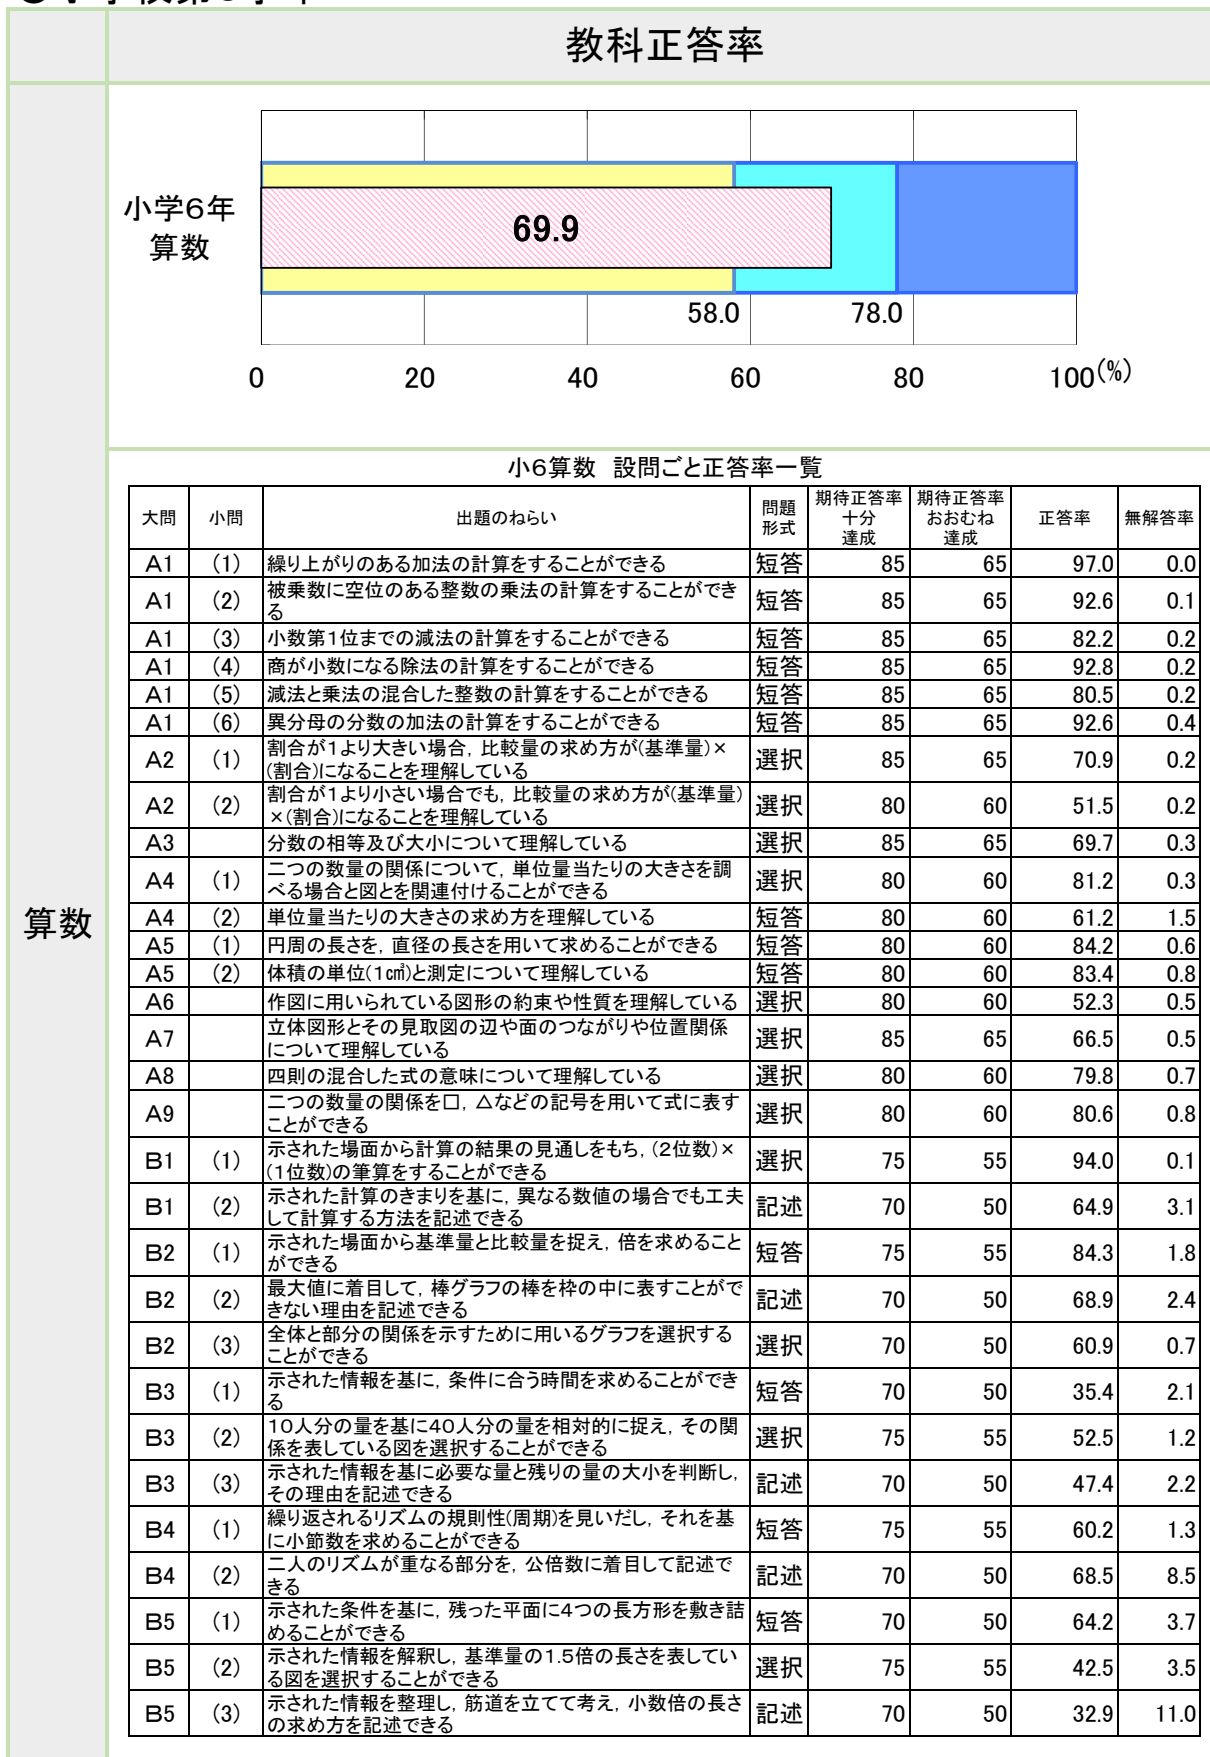 教科正答率
算数
小学6年
算数
69.9
58.0 78.0
0 20 40 60 80 100(%)
小6算数 設問ごと正答率一覧
大問 小問 出題のねらい 問題形式 期待正答率十分達成 期待正答率おおむね達成 正答率 無解答率
A1 (1) 繰り上がりのある加法の計算をすることができる 短答 85 65 97.0 0.0
A1 (2) 被乗数に空位のある整数の乗法の計算をすることができ
る 短答 85 65 92.6 0.1
A1 (3) 小数第1位までの減法の計算をすることができる 短答 85 65 82.2 0.2
A1 (4) 商が小数になる除法の計算をすることができる 短答 85 65 92.8 0.2
A1 (5) 減法と乗法の混合した整数の計算をすることができる 短答 85 65 80.5 0.2
A1 (6) 異分母の分数の加法の計算をすることができる 短答 85 65 92.6 0.4
A2 (1) 割合が1より大きい場合，比較量の求め方が(基準量)×
(割合)になることを理解している 選択 85 65 70.9 0.2
A2 (2) 割合が1より小さい場合でも，比較量の求め方が(基準量)
×(割合)になることを理解している 選択 80 60 51.5 0.2
A3 分数の相等及び大小について理解している 選択 85 65 69.7 0.3
A4 (1) 二つの数量の関係について，単位量当たりの大きさを調
べる場合と図とを関連付けることができる 選択 80 60 81.2 0.3
A4 (2) 単位量当たりの大きさの求め方を理解している 短答 80 60 61.2 1.5
A5 (1) 円周の長さを，直径の長さを用いて求めることができる 短答 80 60 84.2 0.6
A5 (2) 体積の単位(1㎤)と測定について理解している 短答 80 60 83.4 0.8
A6 作図に用いられている図形の約束や性質を理解している 選択 80 60 52.3 0.5
A7 立体図形とその見取図の辺や面のつながりや位置関係
について理解している 選択 85 65 66.5 0.5
A8 四則の混合した式の意味について理解している 選択 80 60 79.8 0.7
A9 二つの数量の関係を□，△などの記号を用いて式に表す
ことができる 選択 80 60 80.6 0.8
B1 (1) 示された場面から計算の結果の見通しをもち，(2位数)×
(1位数)の筆算をすることができる 選択 75 55 94.0 0.1
B1 (2) 示された計算のきまりを基に，異なる数値の場合でも工夫
して計算する方法を記述できる 記述 70 50 64.9 3.1
B2 (1) 示された場面から基準量と比較量を捉え，倍を求めること
ができる 短答 75 55 84.3 1.8
B2 (2) 最大値に着目して，棒グラフの棒を枠の中に表すことがで
きない理由を記述できる 記述 70 50 68.9 2.4
B2 (3) 全体と部分の関係を示すために用いるグラフを選択する
ことができる 選択 70 50 60.9 0.7
B3 (1) 示された情報を基に，条件に合う時間を求めることができ
る 短答 70 50 35.4 2.1
B3 (2) 10人分の量を基に40人分の量を相対的に捉え，その関
係を表している図を選択することができる 選択 75 55 52.5 1.2
B3 (3) 示された情報を基に必要な量と残りの量の大小を判断し，
その理由を記述できる 記述 70 50 47.4 2.2
B4 (1) 繰り返されるリズムの規則性(周期)を見いだし，それを基
に小節数を求めることができる 短答 75 55 60.2 1.3
B4 (2) 二人のリズムが重なる部分を，公倍数に着目して記述で
きる 記述 70 50 68.5 8.5
B5 (1) 示された条件を基に，残った平面に4つの長方形を敷き詰
めることができる 短答 70 50 64.2 3.7
B5 (2) 示された情報を解釈し，基準量の1.5倍の長さを表してい
る図を選択することができる 選択 75 55 42.5 3.5
B5 (3) 示された情報を整理し，筋道を立てて考え，小数倍の長さ
の求め方を記述できる 記述 70 50 32.9 11.0